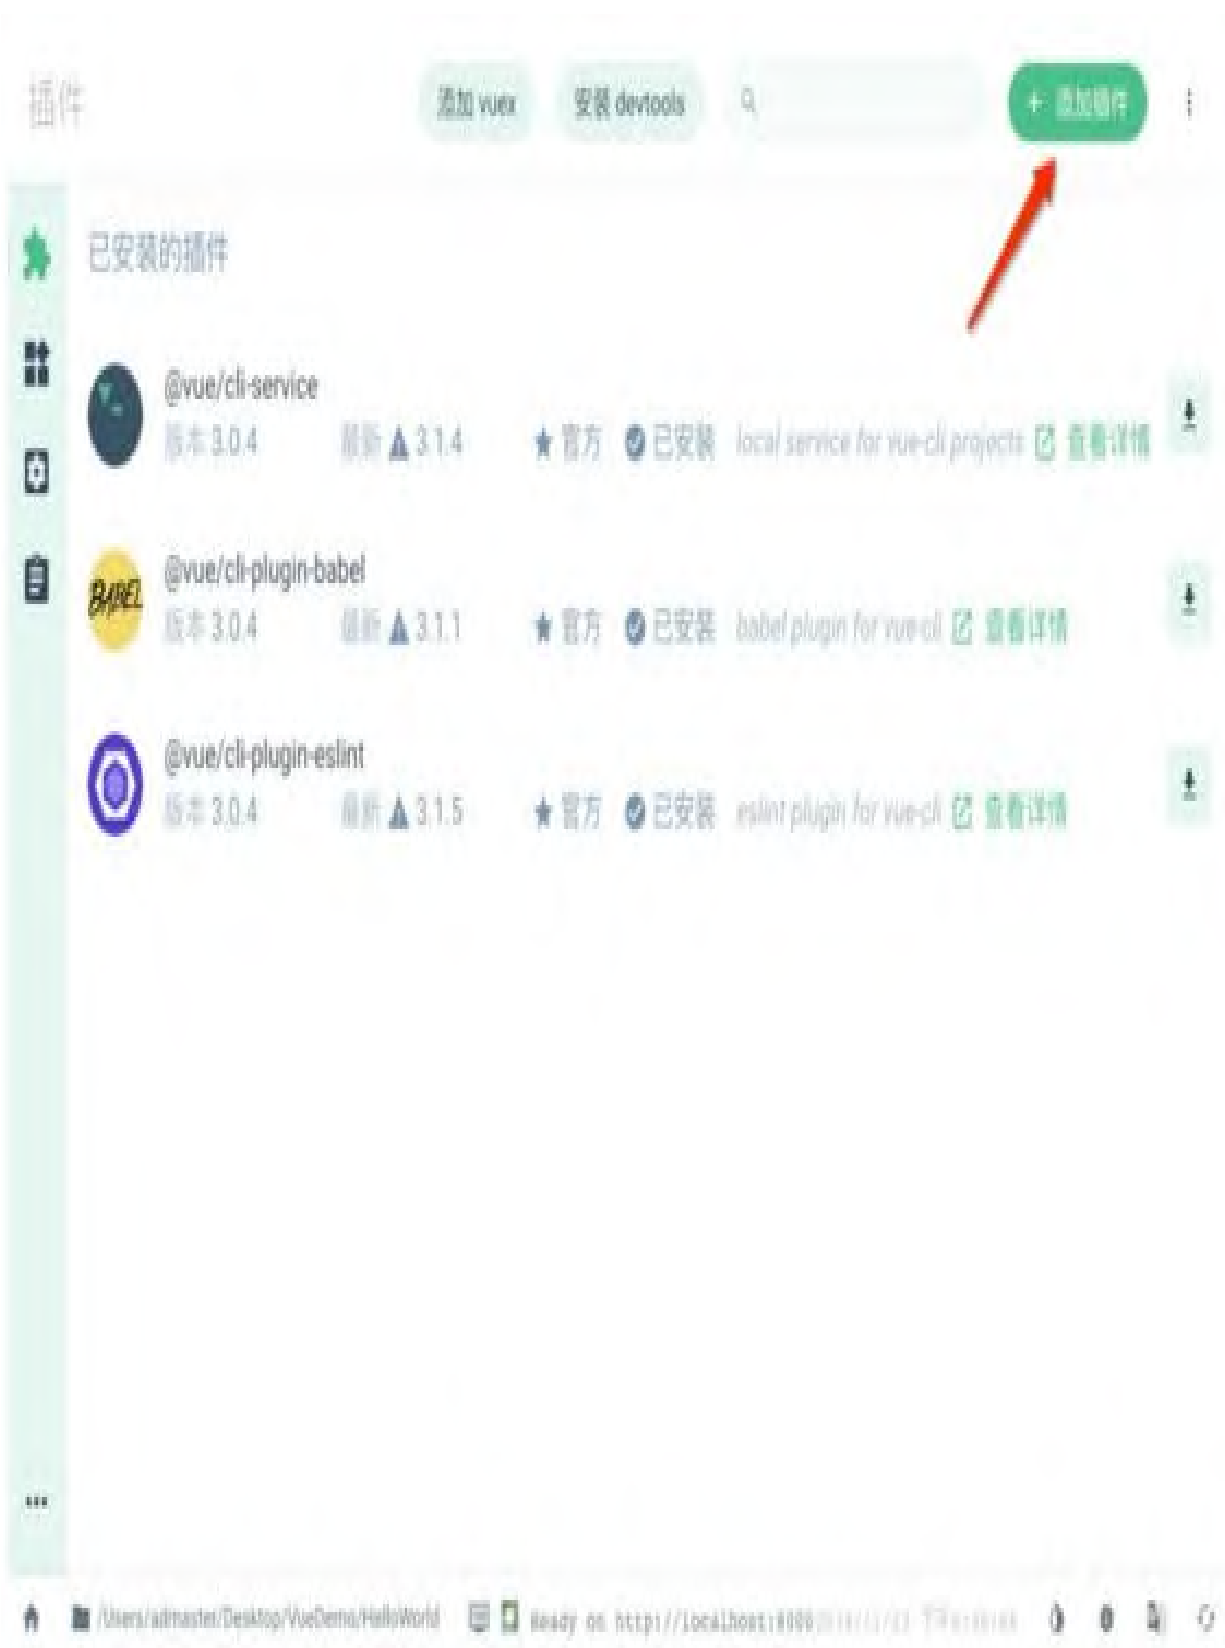 插件
添加 vuex
安装 devtools
+ 添加插件
已安装的插件
@vue/cli-service
版本 3.0.4 最新 3.1.4 官方 已安装 local service for vue-cli projects 查看详情
BABEL
@vue/cli-plugin-babel
版本 3.0.4 最新 3.1.1 官方 已安装 babel plugin for vue-cli 查看详情
@vue/cli-plugin-eslint
版本 3.0.4 最新 3.1.5 官方 已安装 eslint plugin for vue-cli 查看详情
/Users/admaster/Desktop/VueDemo/HelloWorld
Ready on http://localhost:8000